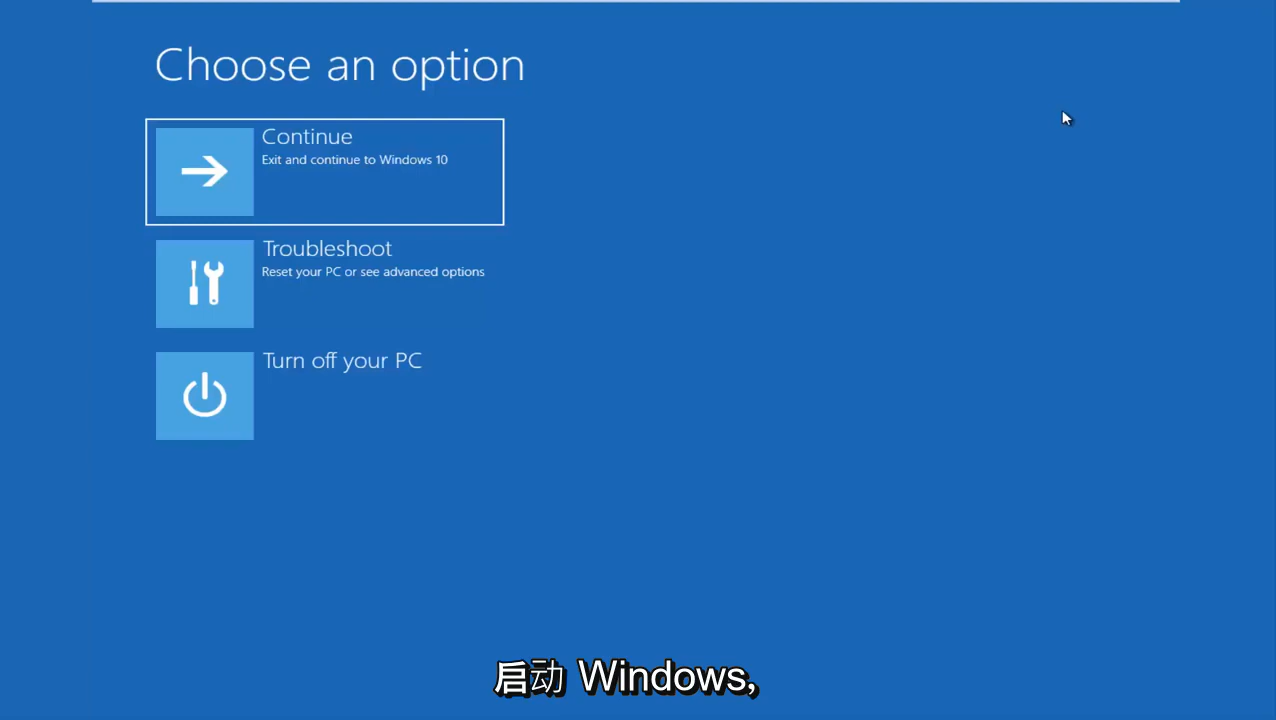 Choose an option
Continue
Exit and continue to Windows 10
Troubleshoot
Reset your PC or see advanced options
Turn off your PC
启动 Windows,